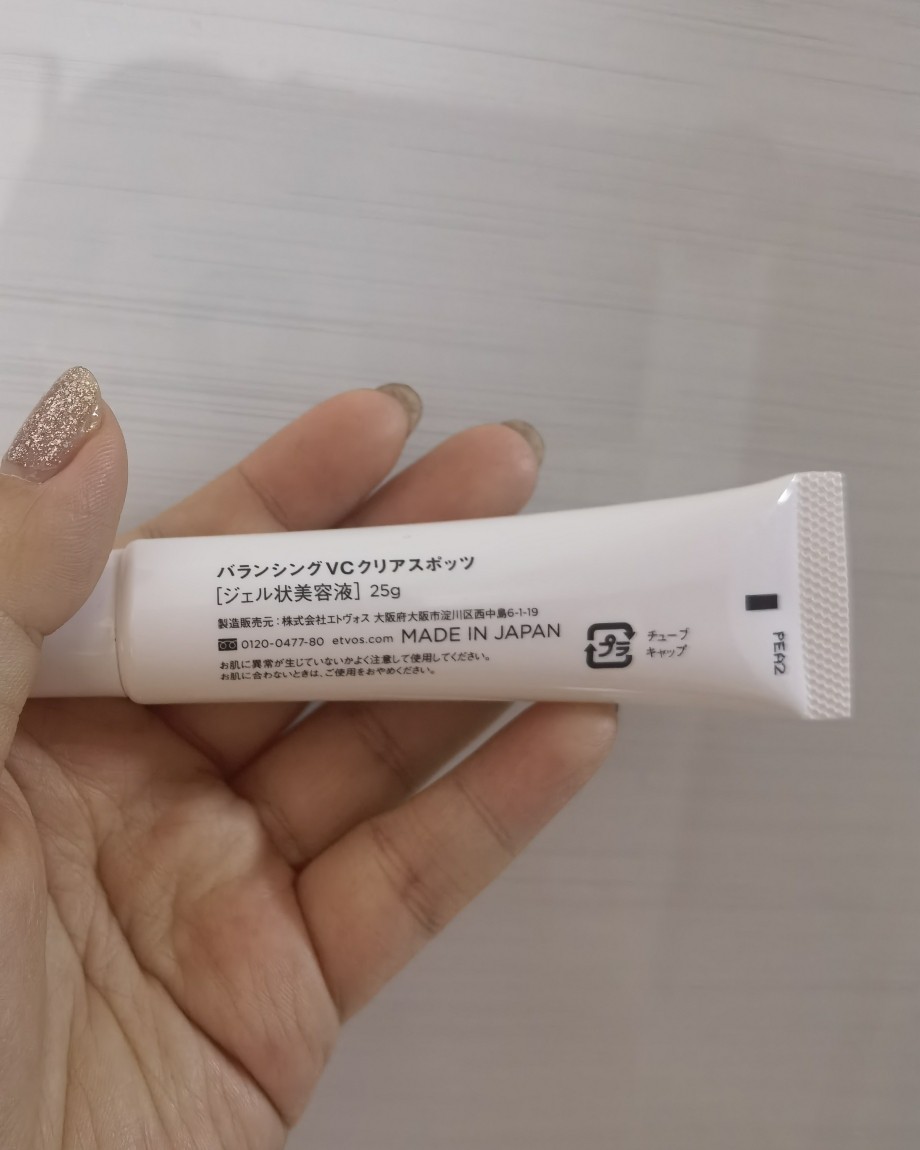 バランシングVCクリアスポッツ
[ジェル状美容液] 25g
製造販売元：株式会社エトヴォス 大阪府大阪市淀川区西中島6-1-19
0120-0477-80 etvos.com MADE IN JAPAN
お肌に異常が生じていないかよく注意して使用してください。
お肌に合わないときは、ご使用をおやめください。
プラ
チューブ
キャップ
PEA2